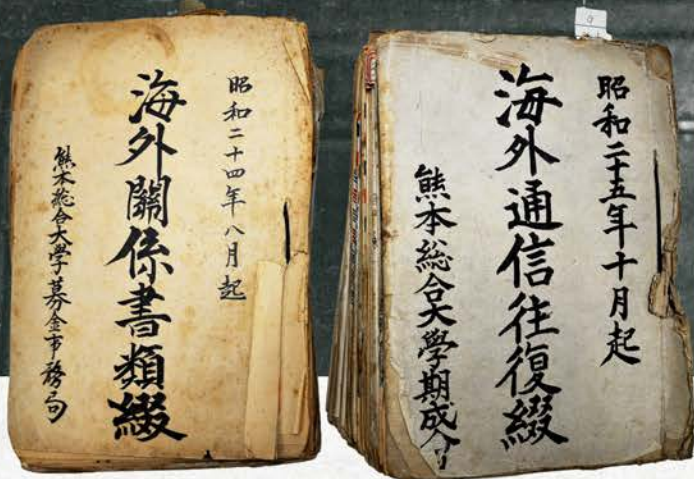 昭和二十四年八月起
海外關係書類綴
熊本総合大學募金事務局
昭和二十五年十月起
海外通信往復綴
熊本総合大學期成会